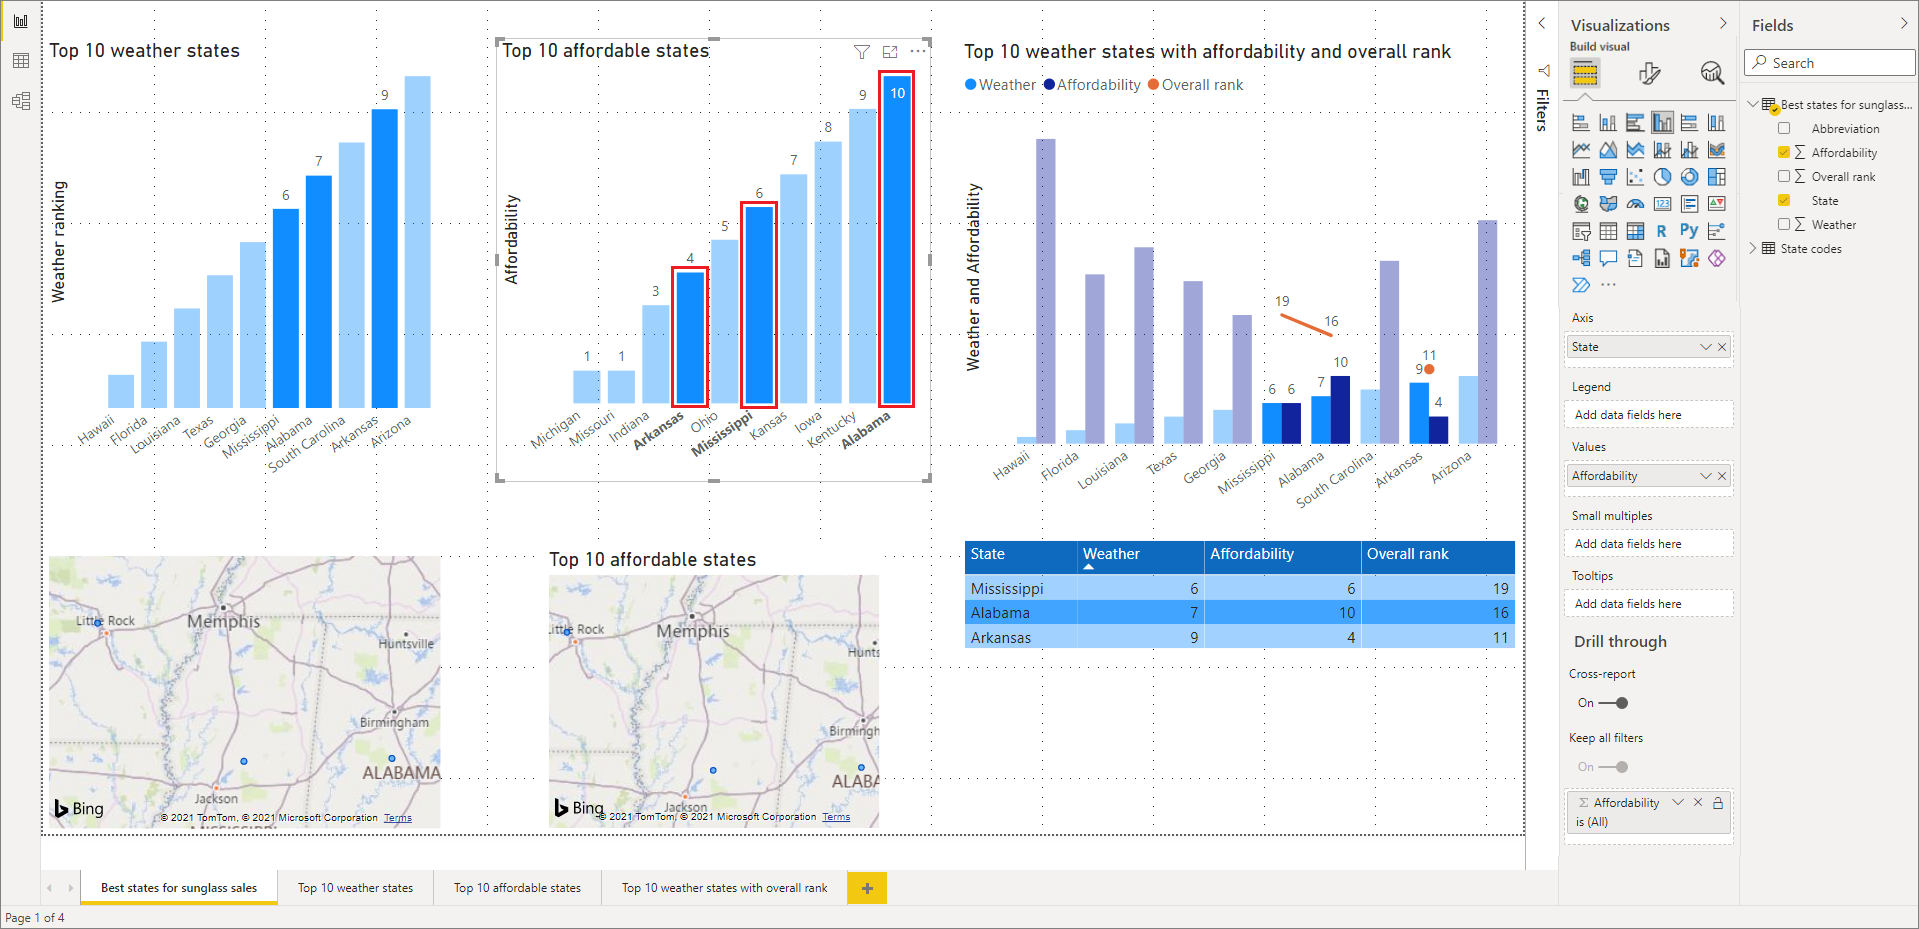 Top 10 weather states
Weather ranking
6
7
9
Hawaii
Florida
Louisiana
Texas
Georgia
Mississippi
Alabama
South Carolina
Arkansas
Arizona
Top 10 affordable states
Affordability
1
1
3
4
5
6
7
8
9
10
Michigan
Missouri
Indiana
Arkansas
Ohio
Mississippi
Kansas
Iowa
Kentucky
Alabama
Top 10 weather states with affordability and overall rank
Weather Affordability Overall rank
Weather and Affordability
19
16
11
6
6
7
10
9
4
Hawaii
Florida
Louisiana
Texas
Georgia
Mississippi
Alabama
South Carolina
Arkansas
Arizona
Little Rock
Memphis
Huntsville
Birmingham
ALABAMA
Jackson
MISSISSIPPI
Bing
© 2021 TomTom, © 2021 Microsoft Corporation Terms
Top 10 affordable states
Little Rock
Memphis
Hunts
Birmingh
ALABA
Jackson
Bing
© 2021 TomTom, © 2021 Microsoft Corporation Terms
State Weather Affordability Overall rank
Mississippi 6 6 19
Alabama 7 10 16
Arkansas 9 4 11
Filters
Visualizations
Build visual
R
Py
123
Axis
State
Legend
Add data fields here
Values
Affordability
Small multiples
Add data fields here
Tooltips
Add data fields here
Drill through
Cross-report
On
Keep all filters
On
Affordability
is (All)
Fields
Search
Best states for sunglass...
Abbreviation
Affordability
Overall rank
State
Weather
State codes
Best states for sunglass sales
Top 10 weather states
Top 10 affordable states
Top 10 weather states with overall rank
Page 1 of 4